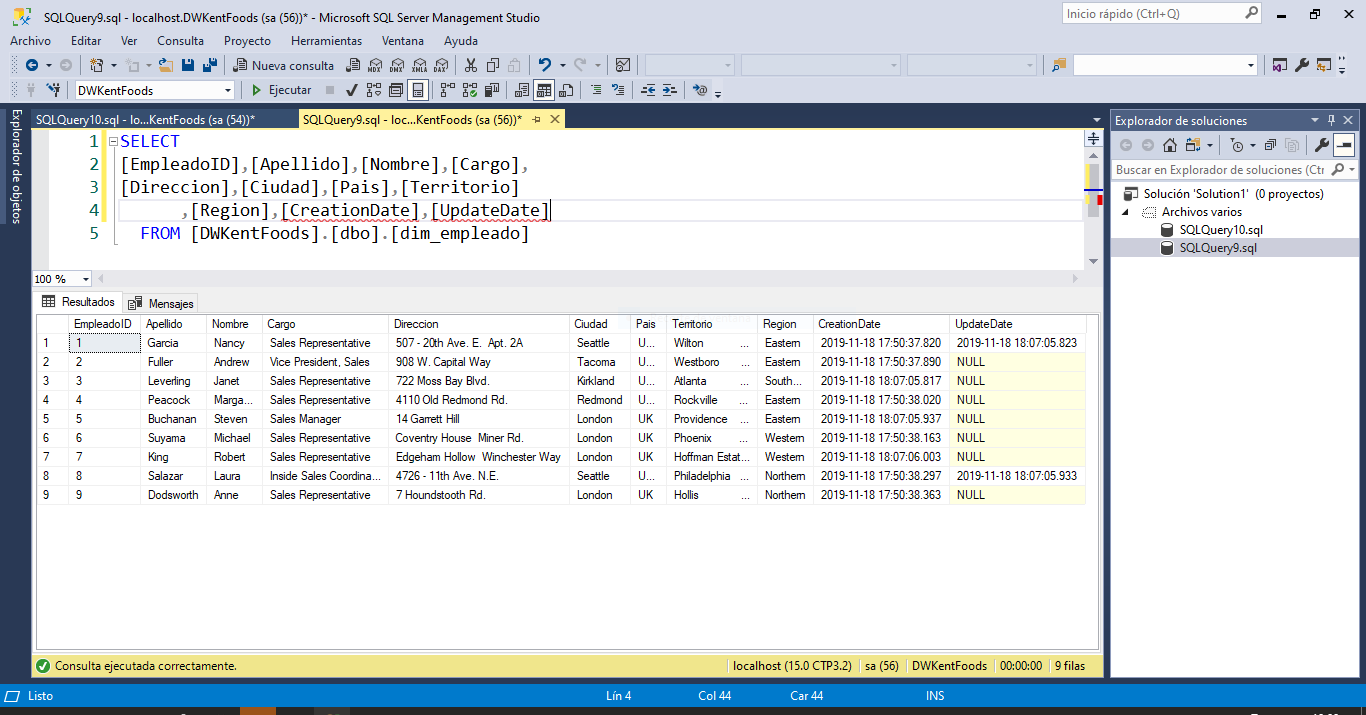 SQLQuery9.sql - localhost.DWKentFoods (sa (56))* - Microsoft SQL Server Management Studio
Inicio rápido (Ctrl+Q)
Archivo Editar Ver Consulta Proyecto Herramientas Ventana Ayuda
Nueva consulta MDX DMX XMLA DAX
DWKentFoods Ejecutar
Explorador de objetos
SQLQuery10.sql - lo...KentFoods (sa (54))* SQLQuery9.sql - loc...KentFoods (sa (56))*
1 SELECT
2 [EmpleadoID],[Apellido],[Nombre],[Cargo],
3 [Direccion],[Ciudad],[Pais],[Territorio]
4 ,[Region],[CreationDate],[UpdateDate]
5 FROM [DWKentFoods].[dbo].[dim_empleado]
100 %
Resultados Mensajes
EmpleadoID Apellido Nombre Cargo Direccion Ciudad Pais Territorio Region CreationDate UpdateDate
1 1 Garcia Nancy Sales Representative 507 - 20th Ave. E. Apt. 2A Seattle U... Wilton ... Eastern 2019-11-18 17:50:37.820 2019-11-18 18:07:05.823
2 2 Fuller Andrew Vice President, Sales 908 W. Capital Way Tacoma U... Westboro ... Eastern 2019-11-18 17:50:37.890 NULL
3 3 Leverling Janet Sales Representative 722 Moss Bay Blvd. Kirkland U... Atlanta ... South... 2019-11-18 18:07:05.817 NULL
4 4 Peacock Marga... Sales Representative 4110 Old Redmond Rd. Redmond U... Rockville ... Eastern 2019-11-18 17:50:38.020 NULL
5 5 Buchanan Steven Sales Manager 14 Garrett Hill London UK Providence ... Eastern 2019-11-18 18:07:05.937 NULL
6 6 Suyama Michael Sales Representative Coventry House Miner Rd. London UK Phoenix ... Western 2019-11-18 17:50:38.163 NULL
7 7 King Robert Sales Representative Edgeham Hollow Winchester Way London UK Hoffman Estat... Western 2019-11-18 18:07:06.003 NULL
8 8 Salazar Laura Inside Sales Coordina... 4726 - 11th Ave. N.E. Seattle U... Philadelphia ... Northern 2019-11-18 17:50:38.297 2019-11-18 18:07:05.933
9 9 Dodsworth Anne Sales Representative 7 Houndstooth Rd. London UK Hollis ... Northern 2019-11-18 17:50:38.363 NULL
Consulta ejecutada correctamente. localhost (15.0 CTP3.2) sa (56) DWKentFoods 00:00:00 9 filas
Explorador de soluciones
Buscar en Explorador de soluciones (Ctr
Solución 'Solution1' (0 proyectos)
Archivos varios
SQLQuery10.sql
SQLQuery9.sql
Listo Lín 4 Col 44 Car 44 INS